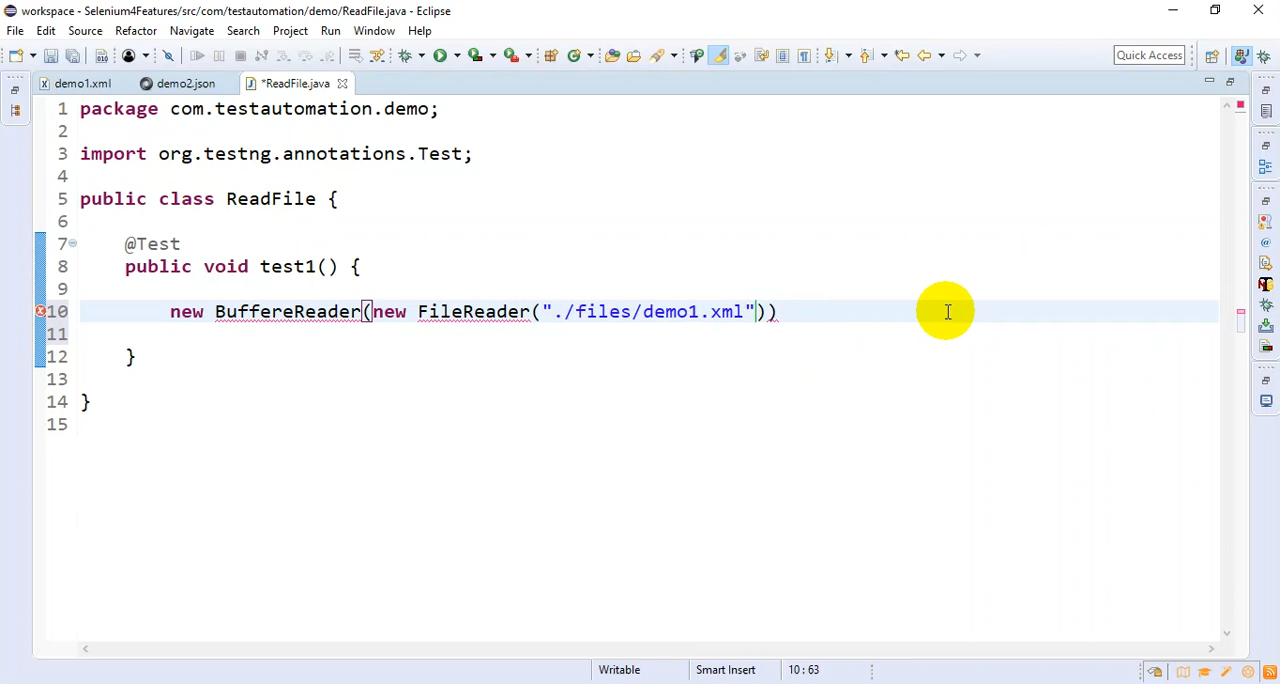 workspace - Selenium4Features/src/com/testautomation/demo/ReadFile.java - Eclipse
File Edit Source Refactor Navigate Search Project Run Window Help
Quick Access
demo1.xml demo2.json *ReadFile.java
1 package com.testautomation.demo;
2
3 import org.testng.annotations.Test;
4
5 public class ReadFile {
6
7 @Test
8 public void test1() {
9
10 new BuffereReader(new FileReader("./files/demo1.xml"))
11
12 }
13
14 }
15
Writable Smart Insert 10:63